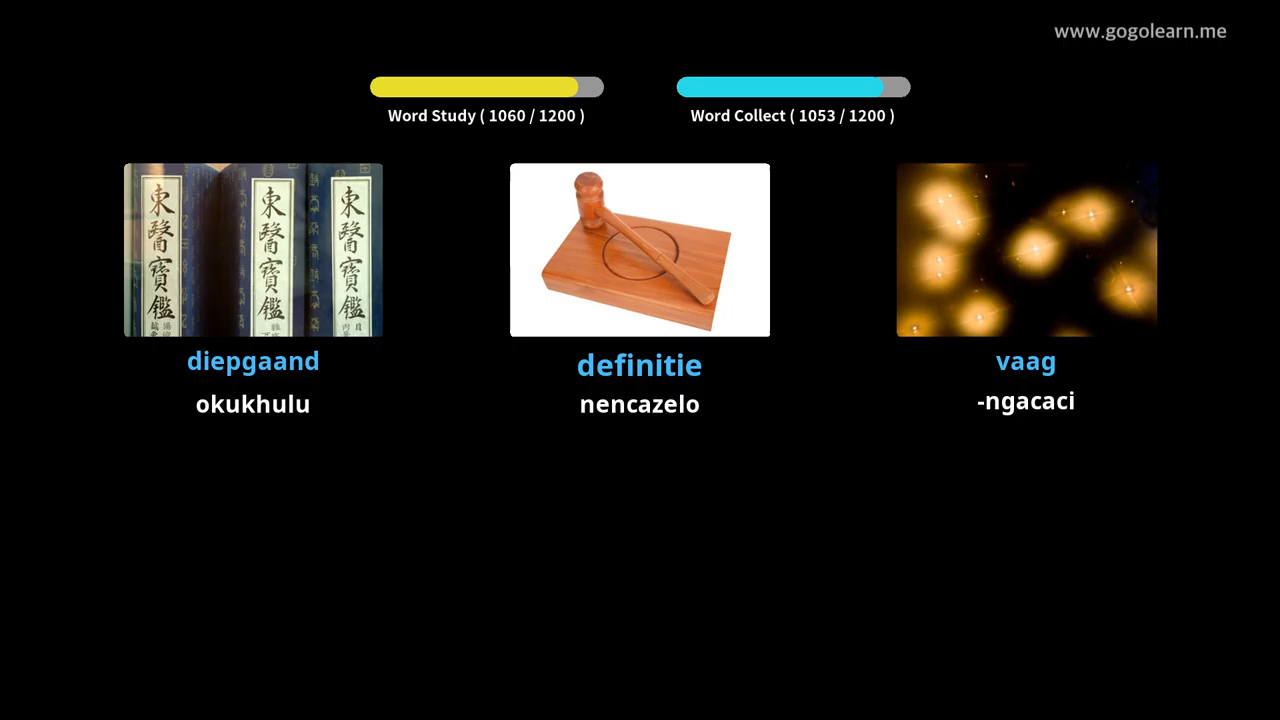 www.gogolearn.me
Word Study ( 1060 / 1200 )
Word Collect ( 1053 / 1200 )
東醫寶鑑
東醫寶鑑
東醫寶鑑
diepgaand
definitie
vaag
okukhulu
nencazelo
-ngacaci